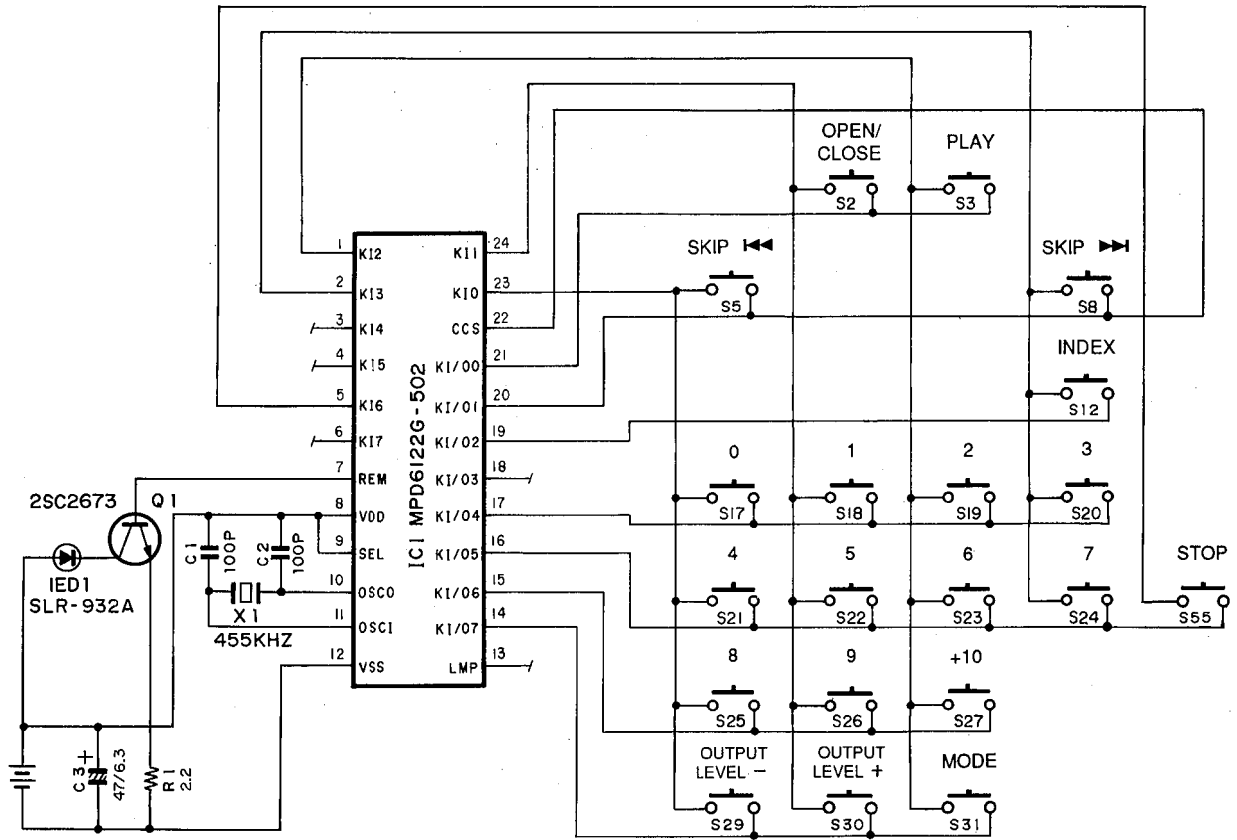 OPEN/
CLOSE
PLAY
S2
S3
SKIP
SKIP
S5
S8
INDEX
S12
0
1
2
3
S17
S18
S19
S20
4
5
6
7
STOP
S21
S22
S23
S24
S55
8
9
+10
S25
S26
S27
OUTPUT
LEVEL -
OUTPUT
LEVEL +
MODE
S29
S30
S31
IC1 MPD6122G-502
1 KI2
2 KI3
3 KI4
4 KI5
5 KI6
6 KI7
7 REM
8 VDD
9 SEL
10 OSCO
11 OSCI
12 VSS
KI1 24
KI0 23
CCS 22
KI/00 21
KI/01 20
KI/02 19
KI/03 18
KI/04 17
KI/05 16
KI/06 15
KI/07 14
LMP 13
2SC2673 Q1
IED1
SLR-932A
C1
100P
C2
100P
X1
455KHZ
C3 +
47/6.3
R1
2.2